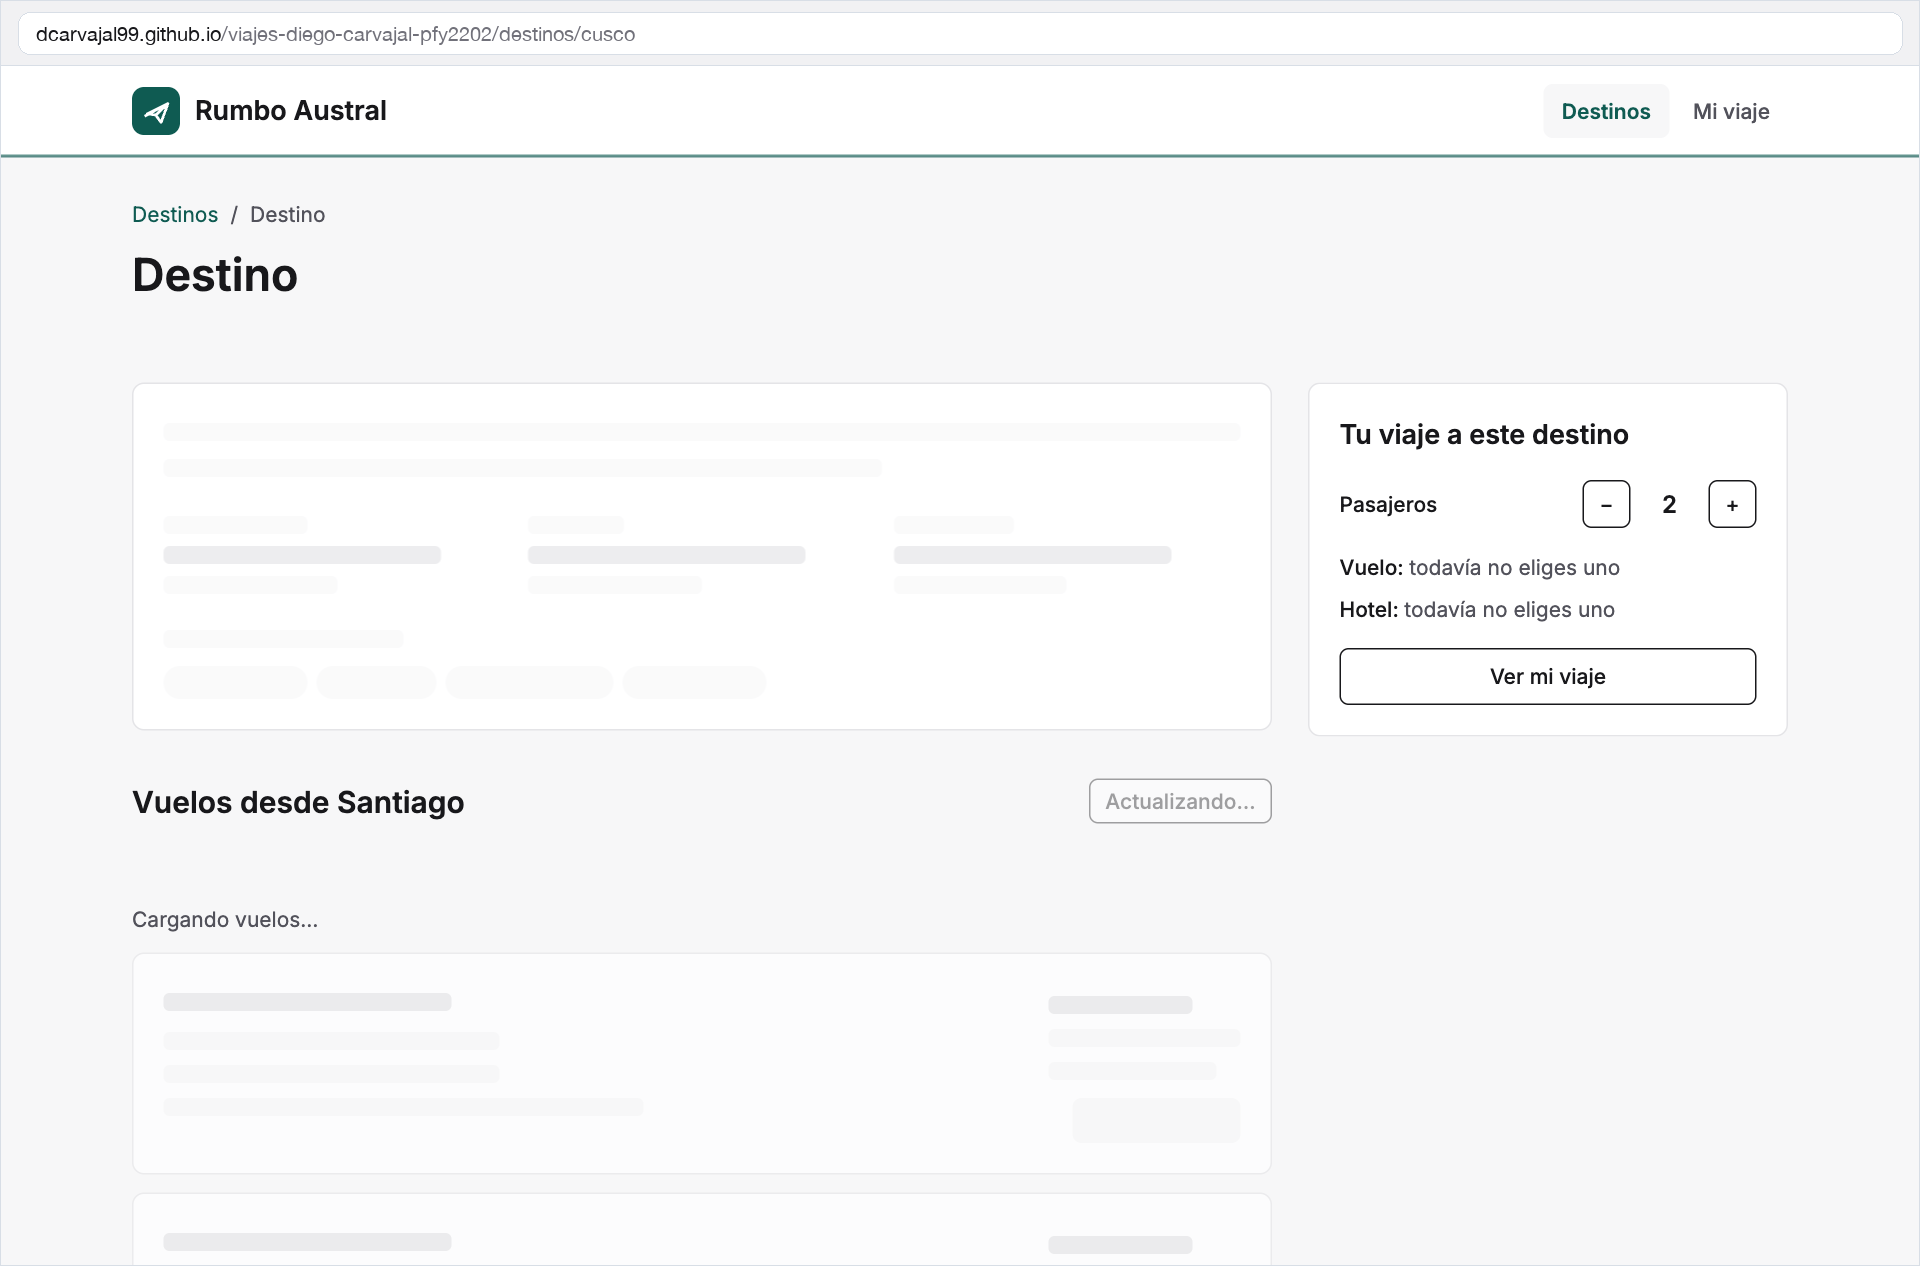 dcarvajal99.github.io/viajes-diego-carvajal-pfy2202/destinos/cusco
Rumbo Austral
Destinos
Mi viaje
Destinos / Destino
Destino
Tu viaje a este destino
Pasajeros
−
2
+
Vuelo: todavía no eliges uno
Hotel: todavía no eliges uno
Ver mi viaje
Vuelos desde Santiago
Actualizando...
Cargando vuelos...